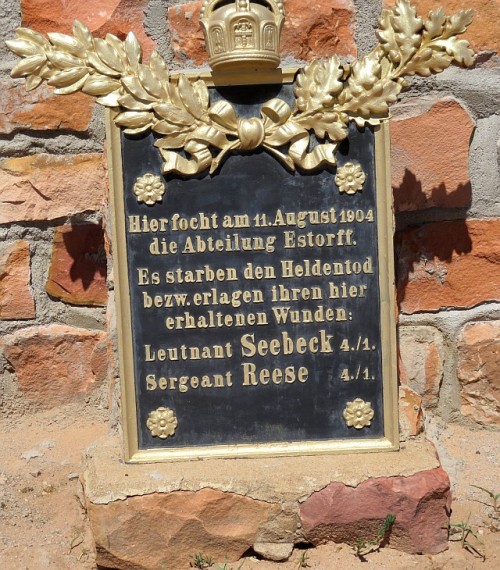 Hier focht am 11. August 1904
die Abteilung Estorff.
Es starben den Heldentod
bezw. erlagen ihren hier
erhaltenen Wunden:
Leutnant Seebeck 4./1.
Sergeant Reese 4./1.